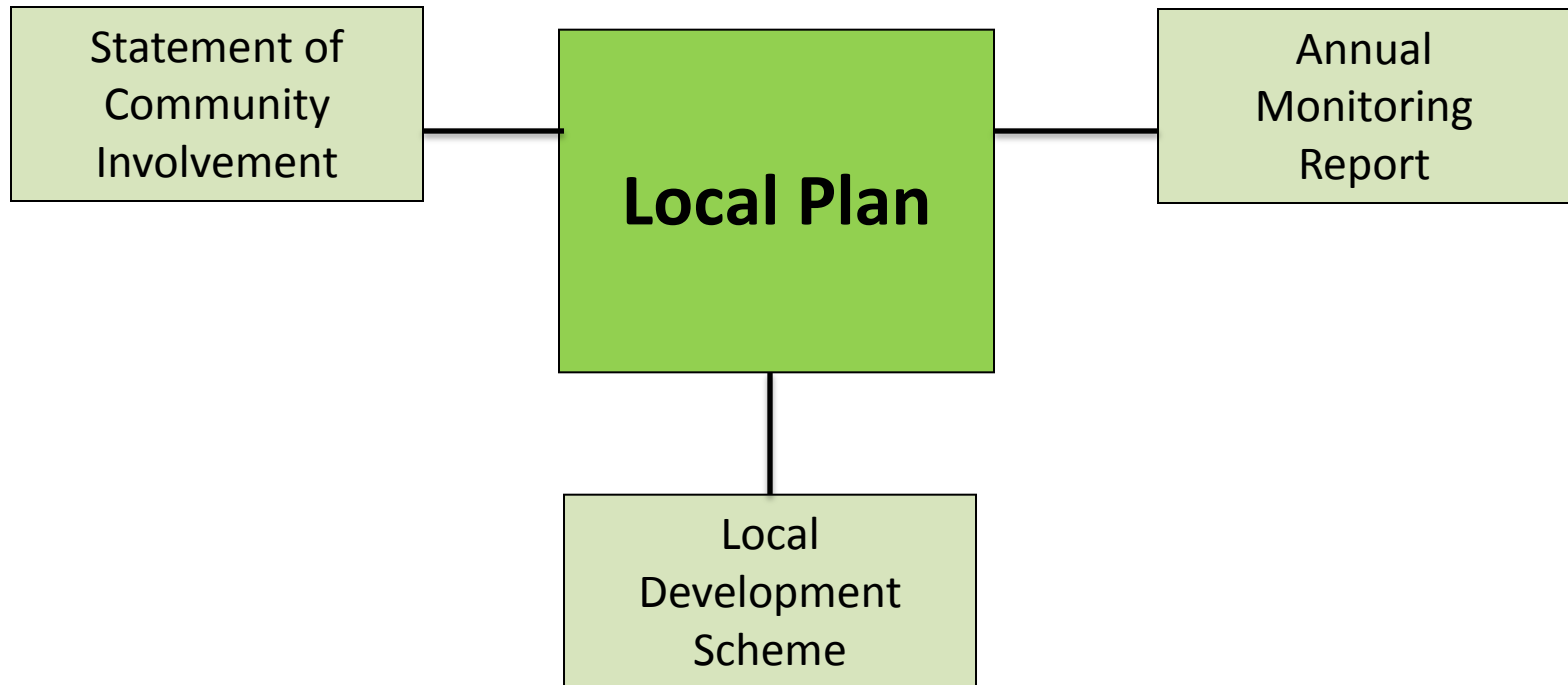 Statement of
Community
Involvement
Local Plan
Annual
Monitoring
Report
Local
Development
Scheme